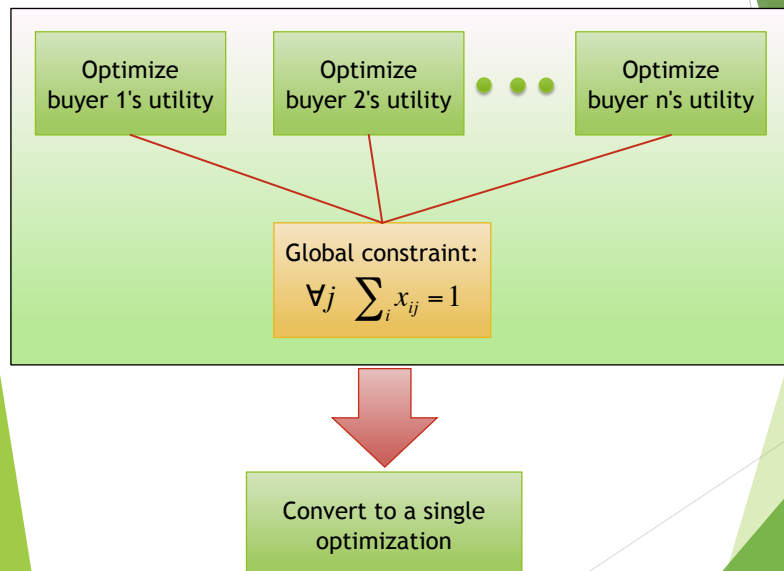 Optimize
buyer 1's utility
Optimize
buyer 2's utility
Optimize
buyer n's utility
Global constraint:
∀j ∑ᵢ xᵢⱼ = 1
Convert to a single
optimization